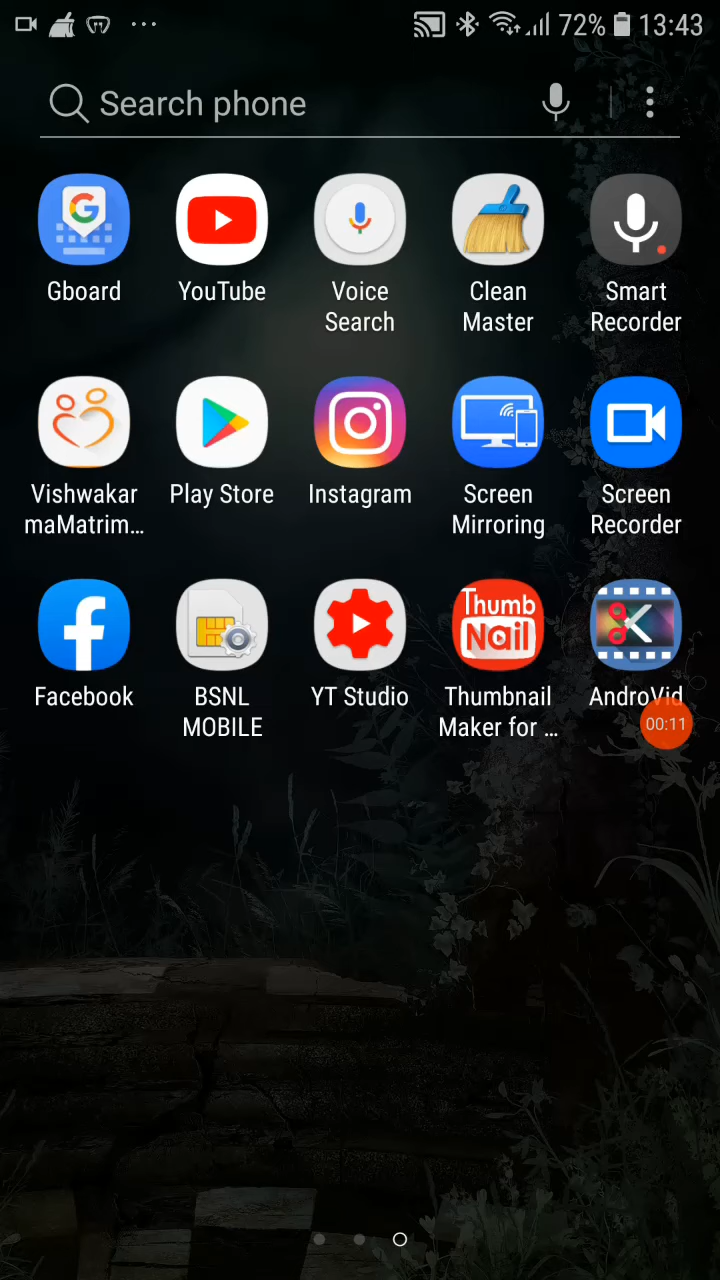 72% 13:43
Search phone
Gboard
YouTube
Voice
Search
Clean
Master
Smart
Recorder
Vishwakar
maMatrim...
Play Store
Instagram
Screen
Mirroring
Screen
Recorder
Thumb
Nail
Facebook
BSNL
MOBILE
YT Studio
Thumbnail
Maker for ...
AndroVid
00:11